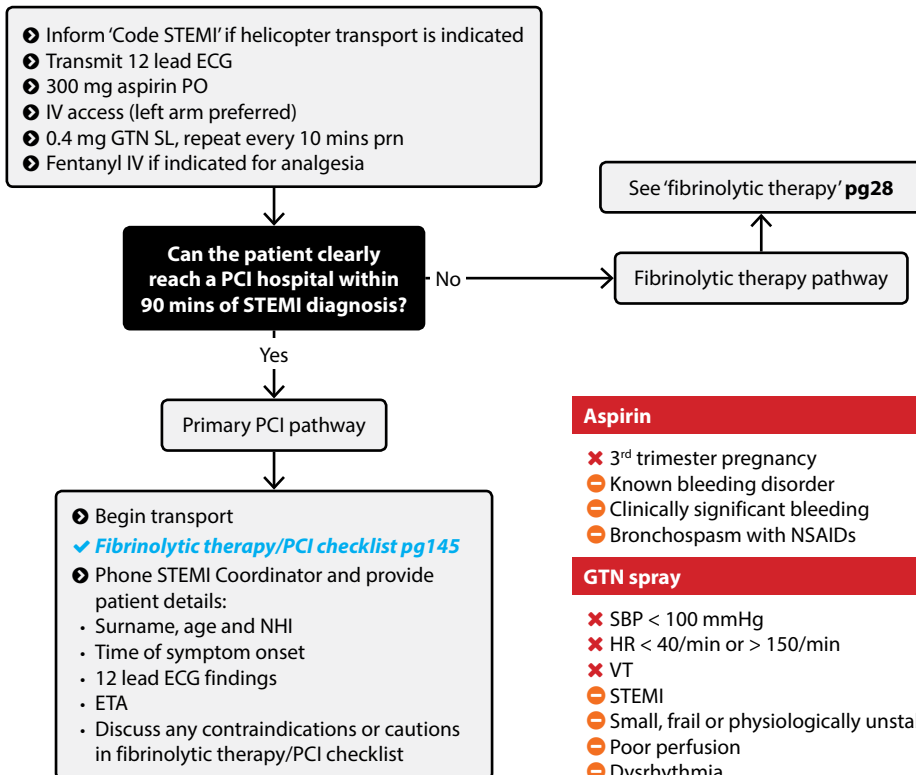 Inform ‘Code STEMI’ if helicopter transport is indicated
Transmit 12 lead ECG
300 mg aspirin PO
IV access (left arm preferred)
0.4 mg GTN SL, repeat every 10 mins prn
Fentanyl IV if indicated for analgesia
See ‘fibrinolytic therapy’ pg28
Can the patient clearly
reach a PCI hospital within
90 mins of STEMI diagnosis?
No
Fibrinolytic therapy pathway
Yes
Primary PCI pathway
Begin transport
Fibrinolytic therapy/PCI checklist pg145
Phone STEMI Coordinator and provide
patient details:
• Surname, age and NHI
• Time of symptom onset
• 12 lead ECG findings
• ETA
• Discuss any contraindications or cautions
in fibrinolytic therapy/PCI checklist
Aspirin
3rd trimester pregnancy
Known bleeding disorder
Clinically significant bleeding
Bronchospasm with NSAIDs
GTN spray
SBP < 100 mmHg
HR < 40/min or > 150/min
VT
STEMI
Small, frail or physiologically
Poor perfusion
Dysrhythmia